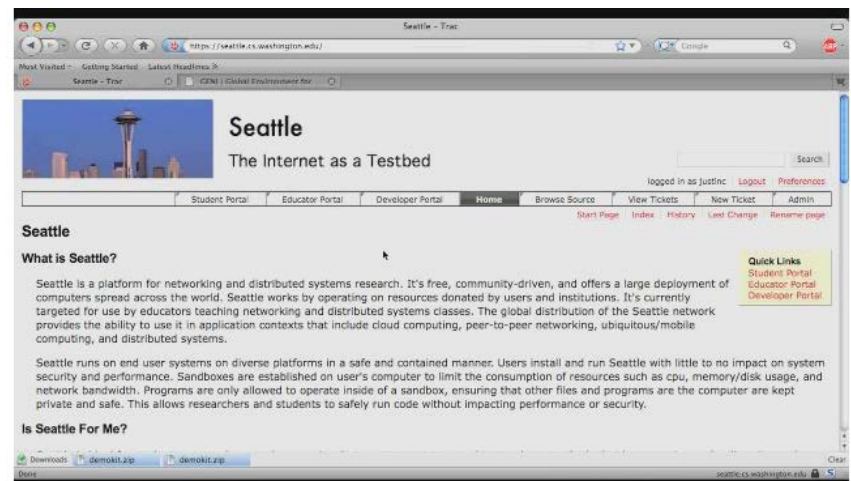 Seattle - Trac
https://seattle.cs.washington.edu/
Google
Most Visited Getting Started Latest Headlines
Seattle - Trac
GENI | Global Environment for
Seattle
The Internet as a Testbed
Search
logged in as justinc Logout Preferences
Student Portal Educator Portal Developer Portal Home Browse Source View Tickets New Ticket Admin
Start Page Index History Last Change Rename page
Seattle
What is Seattle?
Seattle is a platform for networking and distributed systems research. It's free, community-driven, and offers a large deployment of
computers spread across the world. Seattle works by operating on resources donated by users and institutions. It's currently
targeted for use by educators teaching networking and distributed systems classes. The global distribution of the Seattle network
provides the ability to use it in application contexts that include cloud computing, peer-to-peer networking, ubiquitous/mobile
computing, and distributed systems.
Quick Links
Student Portal
Educator Portal
Developer Portal
Seattle runs on end user systems on diverse platforms in a safe and contained manner. Users install and run Seattle with little to no impact on system
security and performance. Sandboxes are established on user's computer to limit the consumption of resources such as cpu, memory/disk usage, and
network bandwidth. Programs are only allowed to operate inside of a sandbox, ensuring that other files and programs are the computer are kept
private and safe. This allows researchers and students to safely run code without impacting performance or security.
Is Seattle For Me?
Downloads demokit.zip demokit.zip Clear
Done seattle.cs.washington.edu